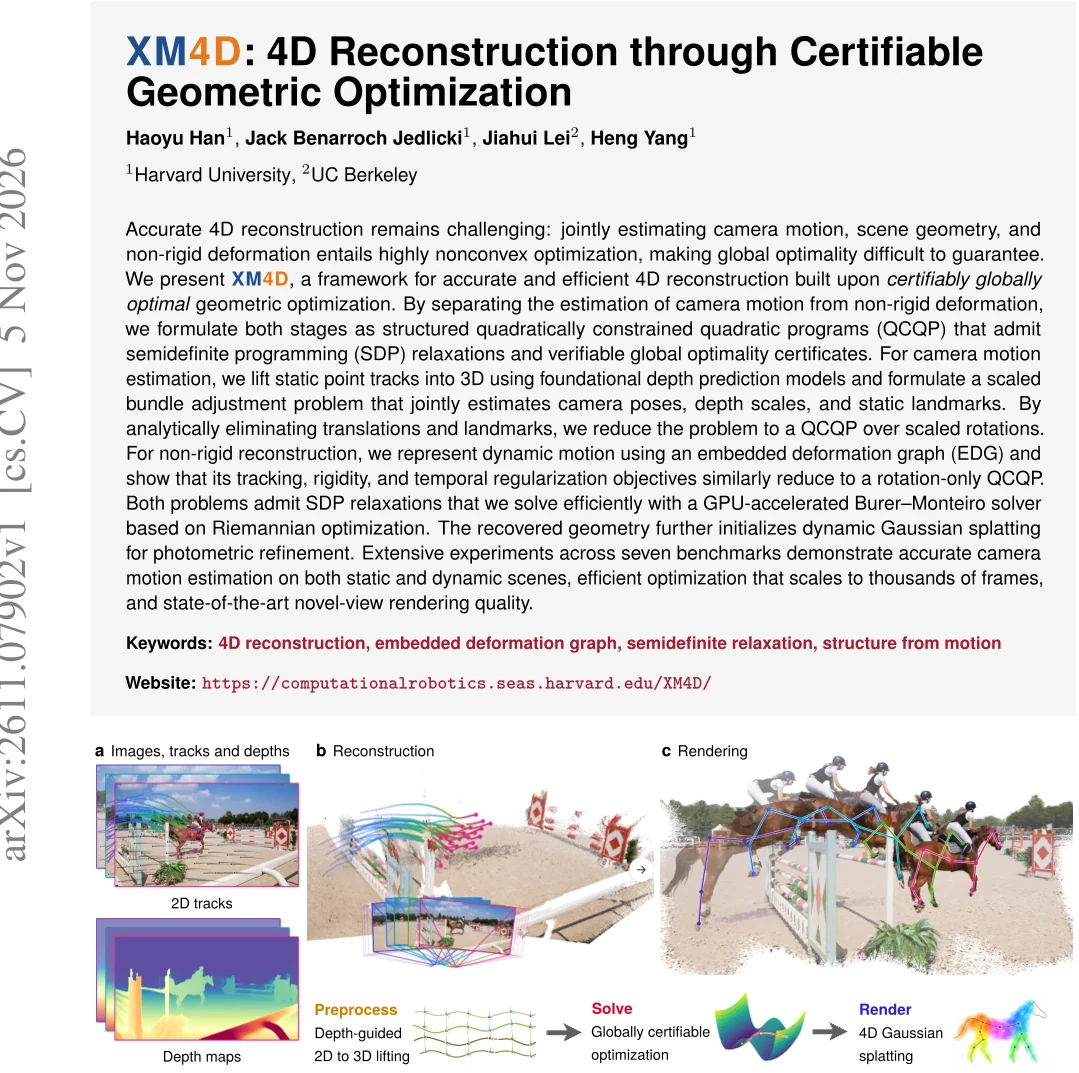 XM4D: 4D Reconstruction through Certifiable
Geometric Optimization
Haoyu Han1, Jack Benarroch Jedlicki1, Jiahui Lei2, Heng Yang1
1Harvard University, 2UC Berkeley
Accurate 4D reconstruction remains challenging: jointly estimating camera motion, scene geometry, and
non-rigid deformation entails highly nonconvex optimization, making global optimality difficult to guarantee.
We present XM4D, a framework for accurate and efficient 4D reconstruction built upon certifiably globally
optimal geometric optimization. By separating the estimation of camera motion from non-rigid deformation,
we formulate both stages as structured quadratically constrained quadratic programs (QCQP) that admit
semidefinite programming (SDP) relaxations and verifiable global optimality certificates. For camera motion
estimation, we lift static point tracks into 3D using foundational depth prediction models and formulate a scaled
bundle adjustment problem that jointly estimates camera poses, depth scales, and static landmarks. By
analytically eliminating translations and landmarks, we reduce the problem to a QCQP over scaled rotations.
For non-rigid reconstruction, we represent dynamic motion using an embedded deformation graph (EDG) and
show that its tracking, rigidity, and temporal regularization objectives similarly reduce to a rotation-only QCQP.
Both problems admit SDP relaxations that we solve efficiently with a GPU-accelerated Burer–Monteiro solver
based on Riemannian optimization. The recovered geometry further initializes dynamic Gaussian splatting
for photometric refinement. Extensive experiments across seven benchmarks demonstrate accurate camera
motion estimation on both static and dynamic scenes, efficient optimization that scales to thousands of frames,
and state-of-the-art novel-view rendering quality.
Keywords: 4D reconstruction, embedded deformation graph, semidefinite relaxation, structure from motion
Website: https://computationalrobotics.seas.harvard.edu/XM4D/
arXiv:2611.07902v1 [cs.CV] 5 Nov 2026
a Images, tracks and depths
b Reconstruction
c Rendering
2D tracks
Depth maps
Preprocess
Depth-guided
2D to 3D lifting
Solve
Globally certifiable
optimization
Render
4D Gaussian
splatting